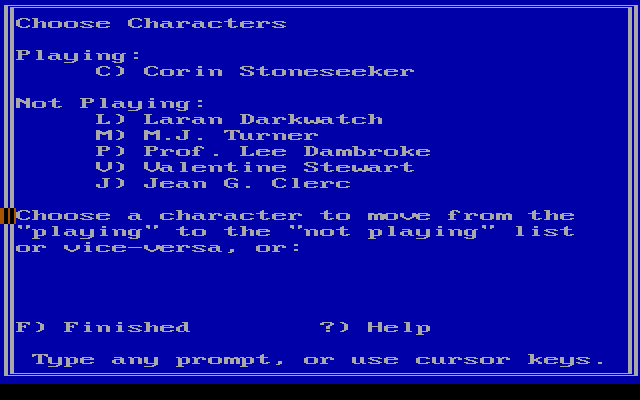 Choose Characters
Playing:
C) Corin Stoneseeker
Not Playing:
L) Laran Darkwatch
M) M.J. Turner
P) Prof. Lee Dambroke
V) Valentine Stewart
J) Jean G. Clerc
Choose a character to move from the
"playing" to the "not playing" list
or vice-versa, or:
F) Finished ?) Help
Type any prompt, or use cursor keys.